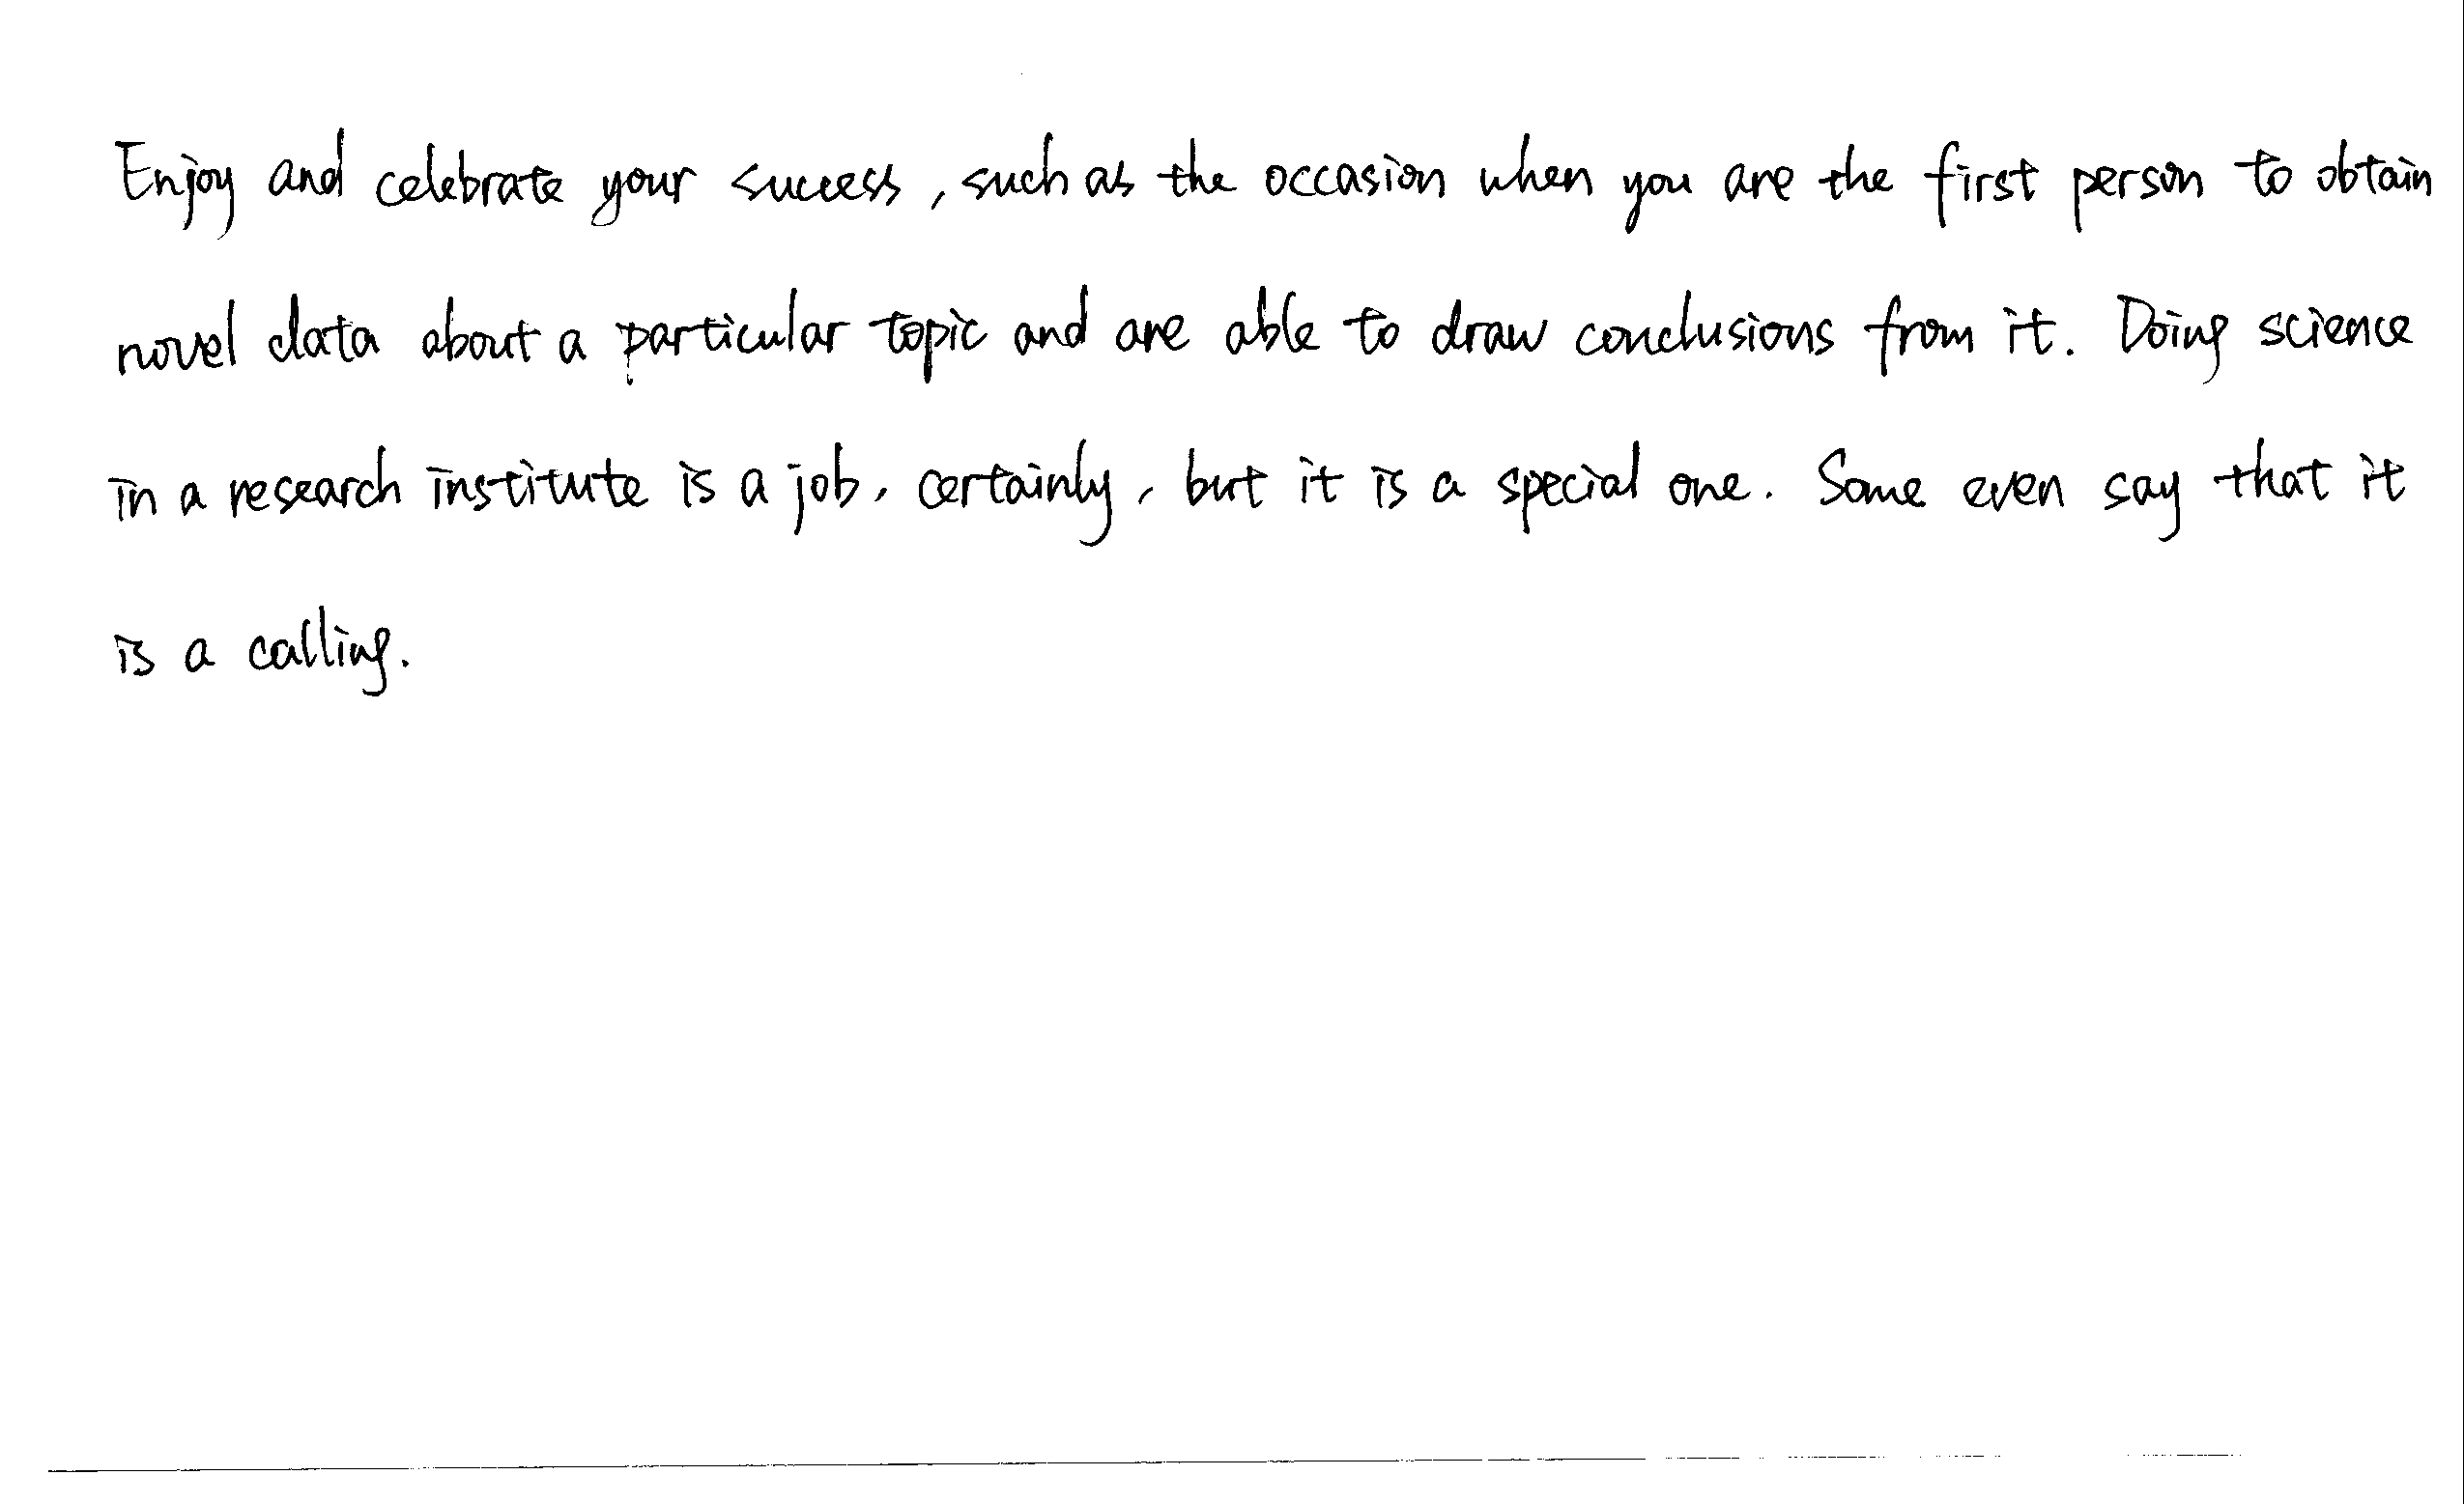 Enjoy and celebrate your success, such as the occasion when you are the first person to obtain
novel data about a particular topic and are able to draw conclusions from it. Doing science
in a research institute is a job, certainly, but it is a special one. Some even say that it
is a calling.